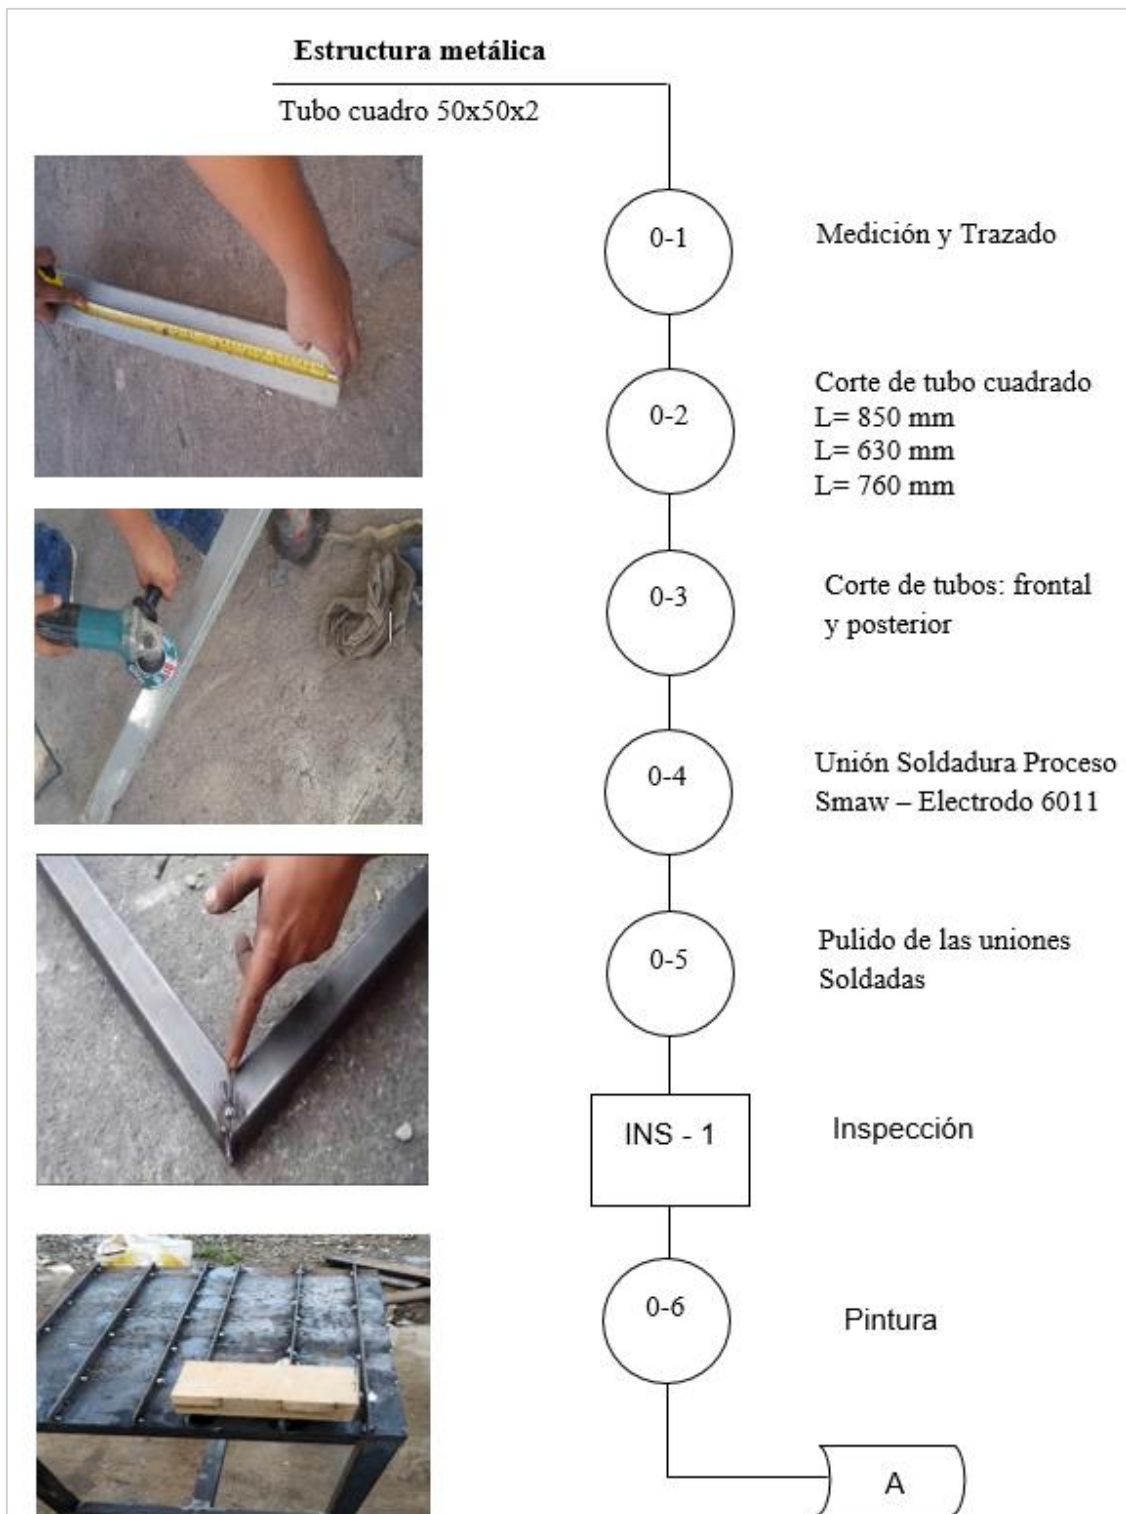 Estructura metálica
Tubo cuadro 50x50x2
0-1
Medición y Trazado
0-2
Corte de tubo cuadrado
L= 850 mm
L= 630 mm
L= 760 mm
0-3
Corte de tubos: frontal
y posterior
0-4
Unión Soldadura Proceso
Smaw – Electrodo 6011
0-5
Pulido de las uniones
Soldadas
INS - 1
Inspección
0-6
Pintura
A